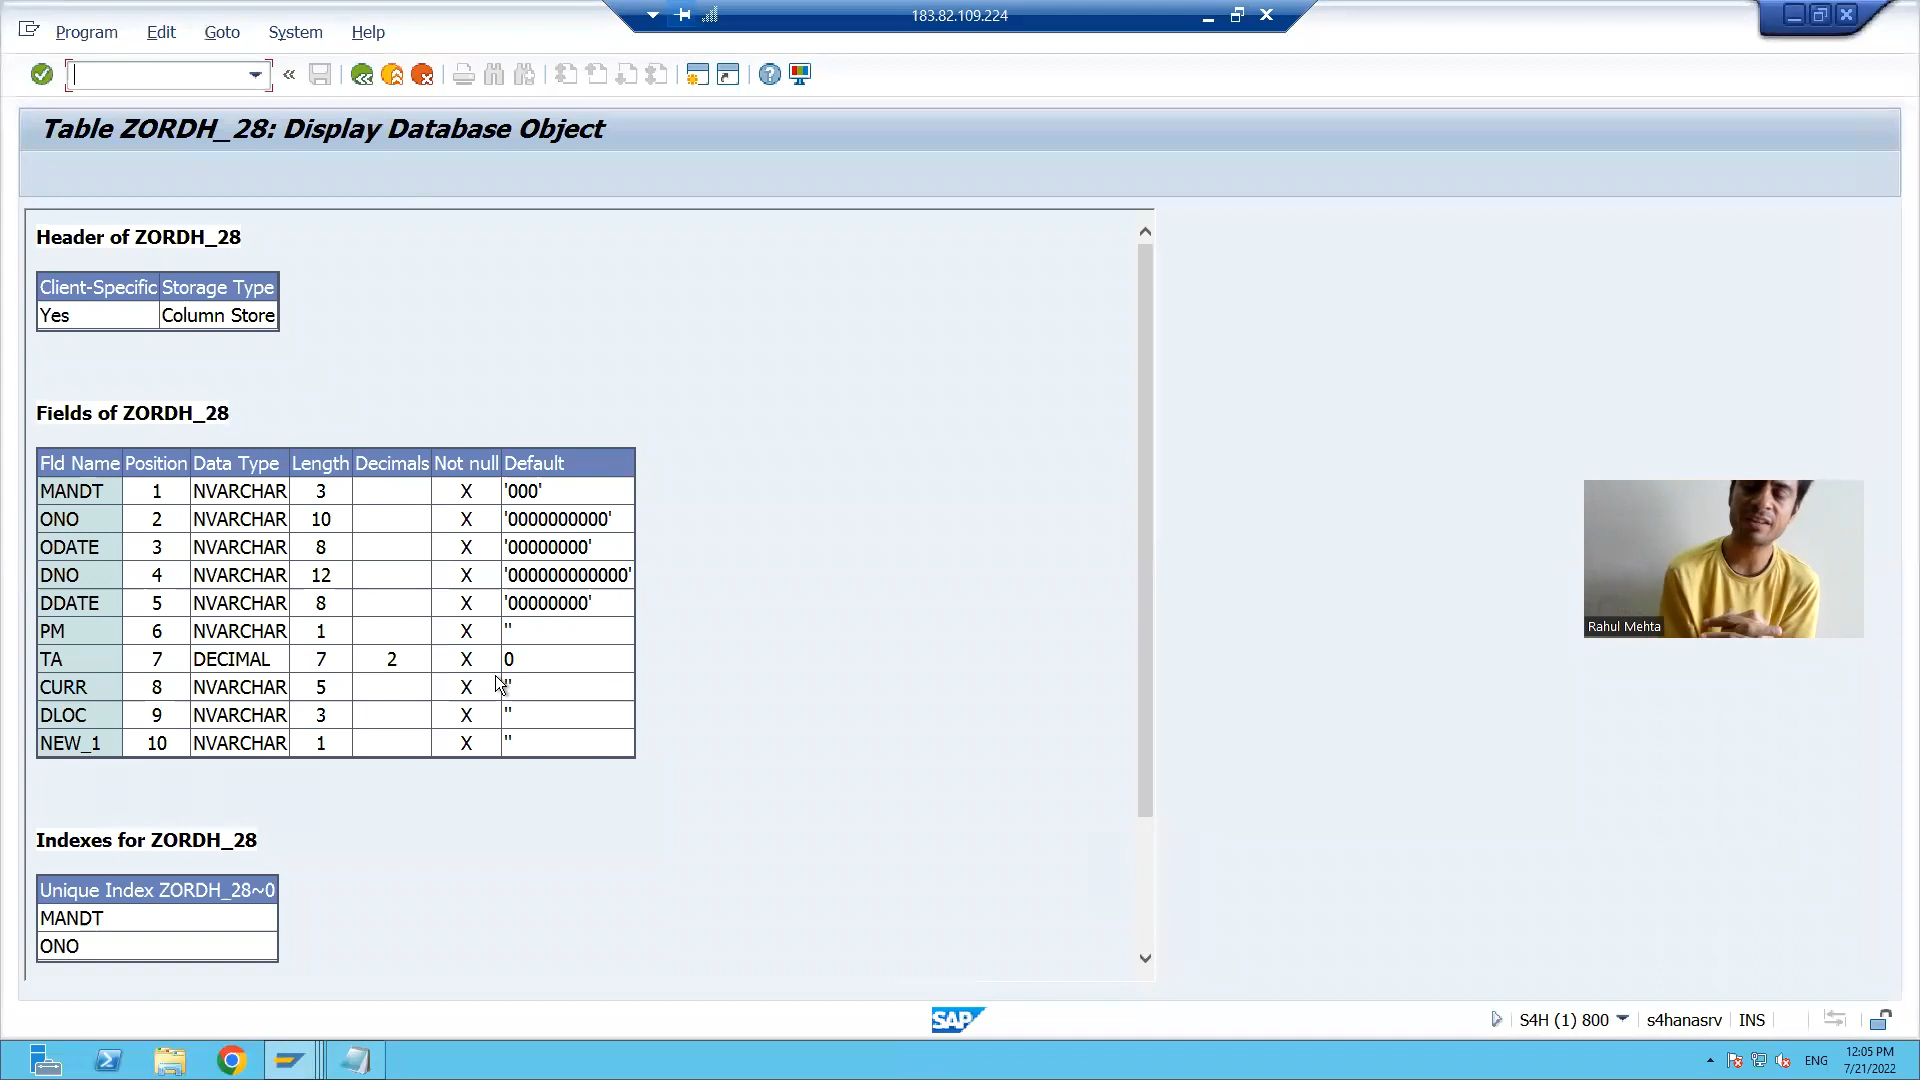 183.82.109.224
Program Edit Goto System Help
Table ZORDH_28: Display Database Object
Header of ZORDH_28
Client-Specific Storage Type
Yes Column Store
Fields of ZORDH_28
Fld Name Position Data Type Length Decimals Not null Default
MANDT 1 NVARCHAR 3 X '000'
ONO 2 NVARCHAR 10 X '0000000000'
ODATE 3 NVARCHAR 8 X '00000000'
DNO 4 NVARCHAR 12 X '000000000000'
DDATE 5 NVARCHAR 8 X '00000000'
PM 6 NVARCHAR 1 X ''
TA 7 DECIMAL 7 2 X 0
CURR 8 NVARCHAR 5 X ''
DLOC 9 NVARCHAR 3 X ''
NEW_1 10 NVARCHAR 1 X ''
Rahul Mehta
Indexes for ZORDH_28
Unique Index ZORDH_28~0
MANDT
ONO
SAP
S4H (1) 800 s4hanasrv INS
ENG
12:05 PM
7/21/2022